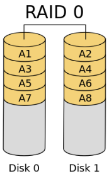 RAID 0
A1 A2
A3 A4
A5 A6
A7 A8
Disk 0 Disk 1